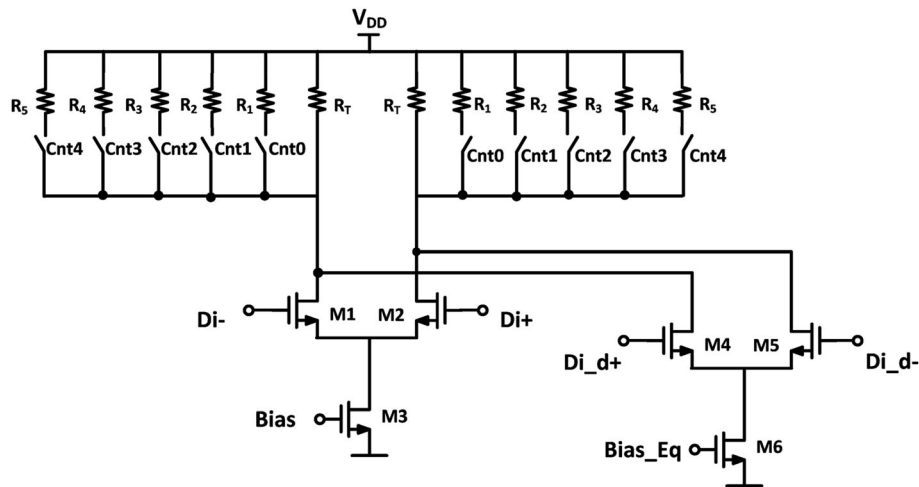 VDD
R5 R4 R3 R2 R1 RT RT R1 R2 R3 R4 R5
Cnt4 Cnt3 Cnt2 Cnt1 Cnt0 Cnt0 Cnt1 Cnt2 Cnt3 Cnt4
Di- M1 M2 Di+
Di_d+ M4 M5 Di_d-
Bias M3
Bias_Eq M6